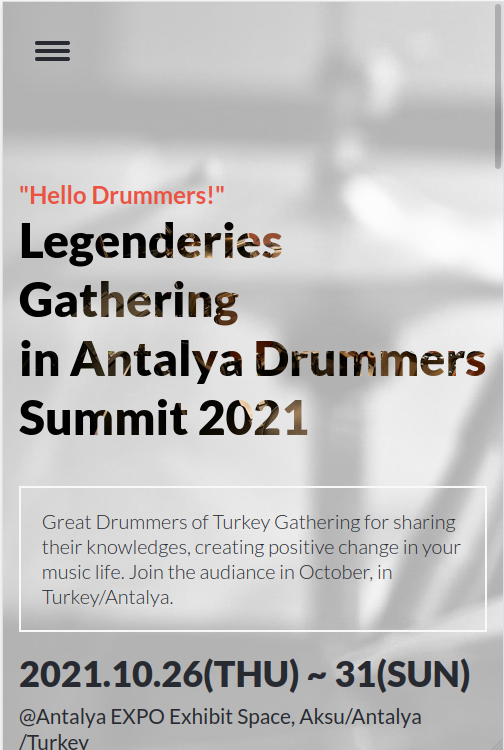 "Hello Drummers!"
Legenderies
Gathering
in Antalya Drummers
Summit 2021
Great Drummers of Turkey Gathering for sharing
their knowledges, creating positive change in your
music life. Join the audiance in October, in
Turkey/Antalya.
2021.10.26(THU) ~ 31(SUN)
@Antalya EXPO Exhibit Space, Aksu/Antalya
/Turkey